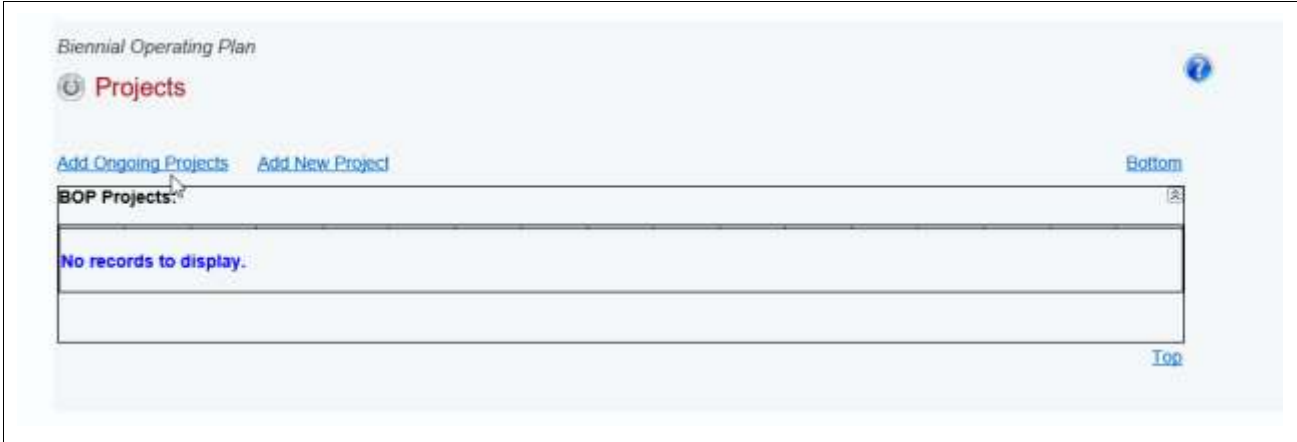 Biennial Operating Plan
?
Projects
Add Ongoing Projects Add New Project Bottom
BOP Projects:
No records to display.
Top